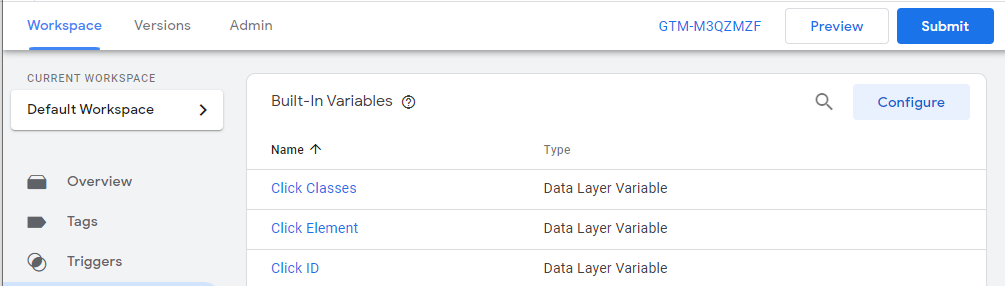 Workspace Versions Admin GTM-M3QZMZF Preview Submit
CURRENT WORKSPACE
Default Workspace
Overview
Tags
Triggers
Built-In Variables ? Configure
Name Type
Click Classes Data Layer Variable
Click Element Data Layer Variable
Click ID Data Layer Variable